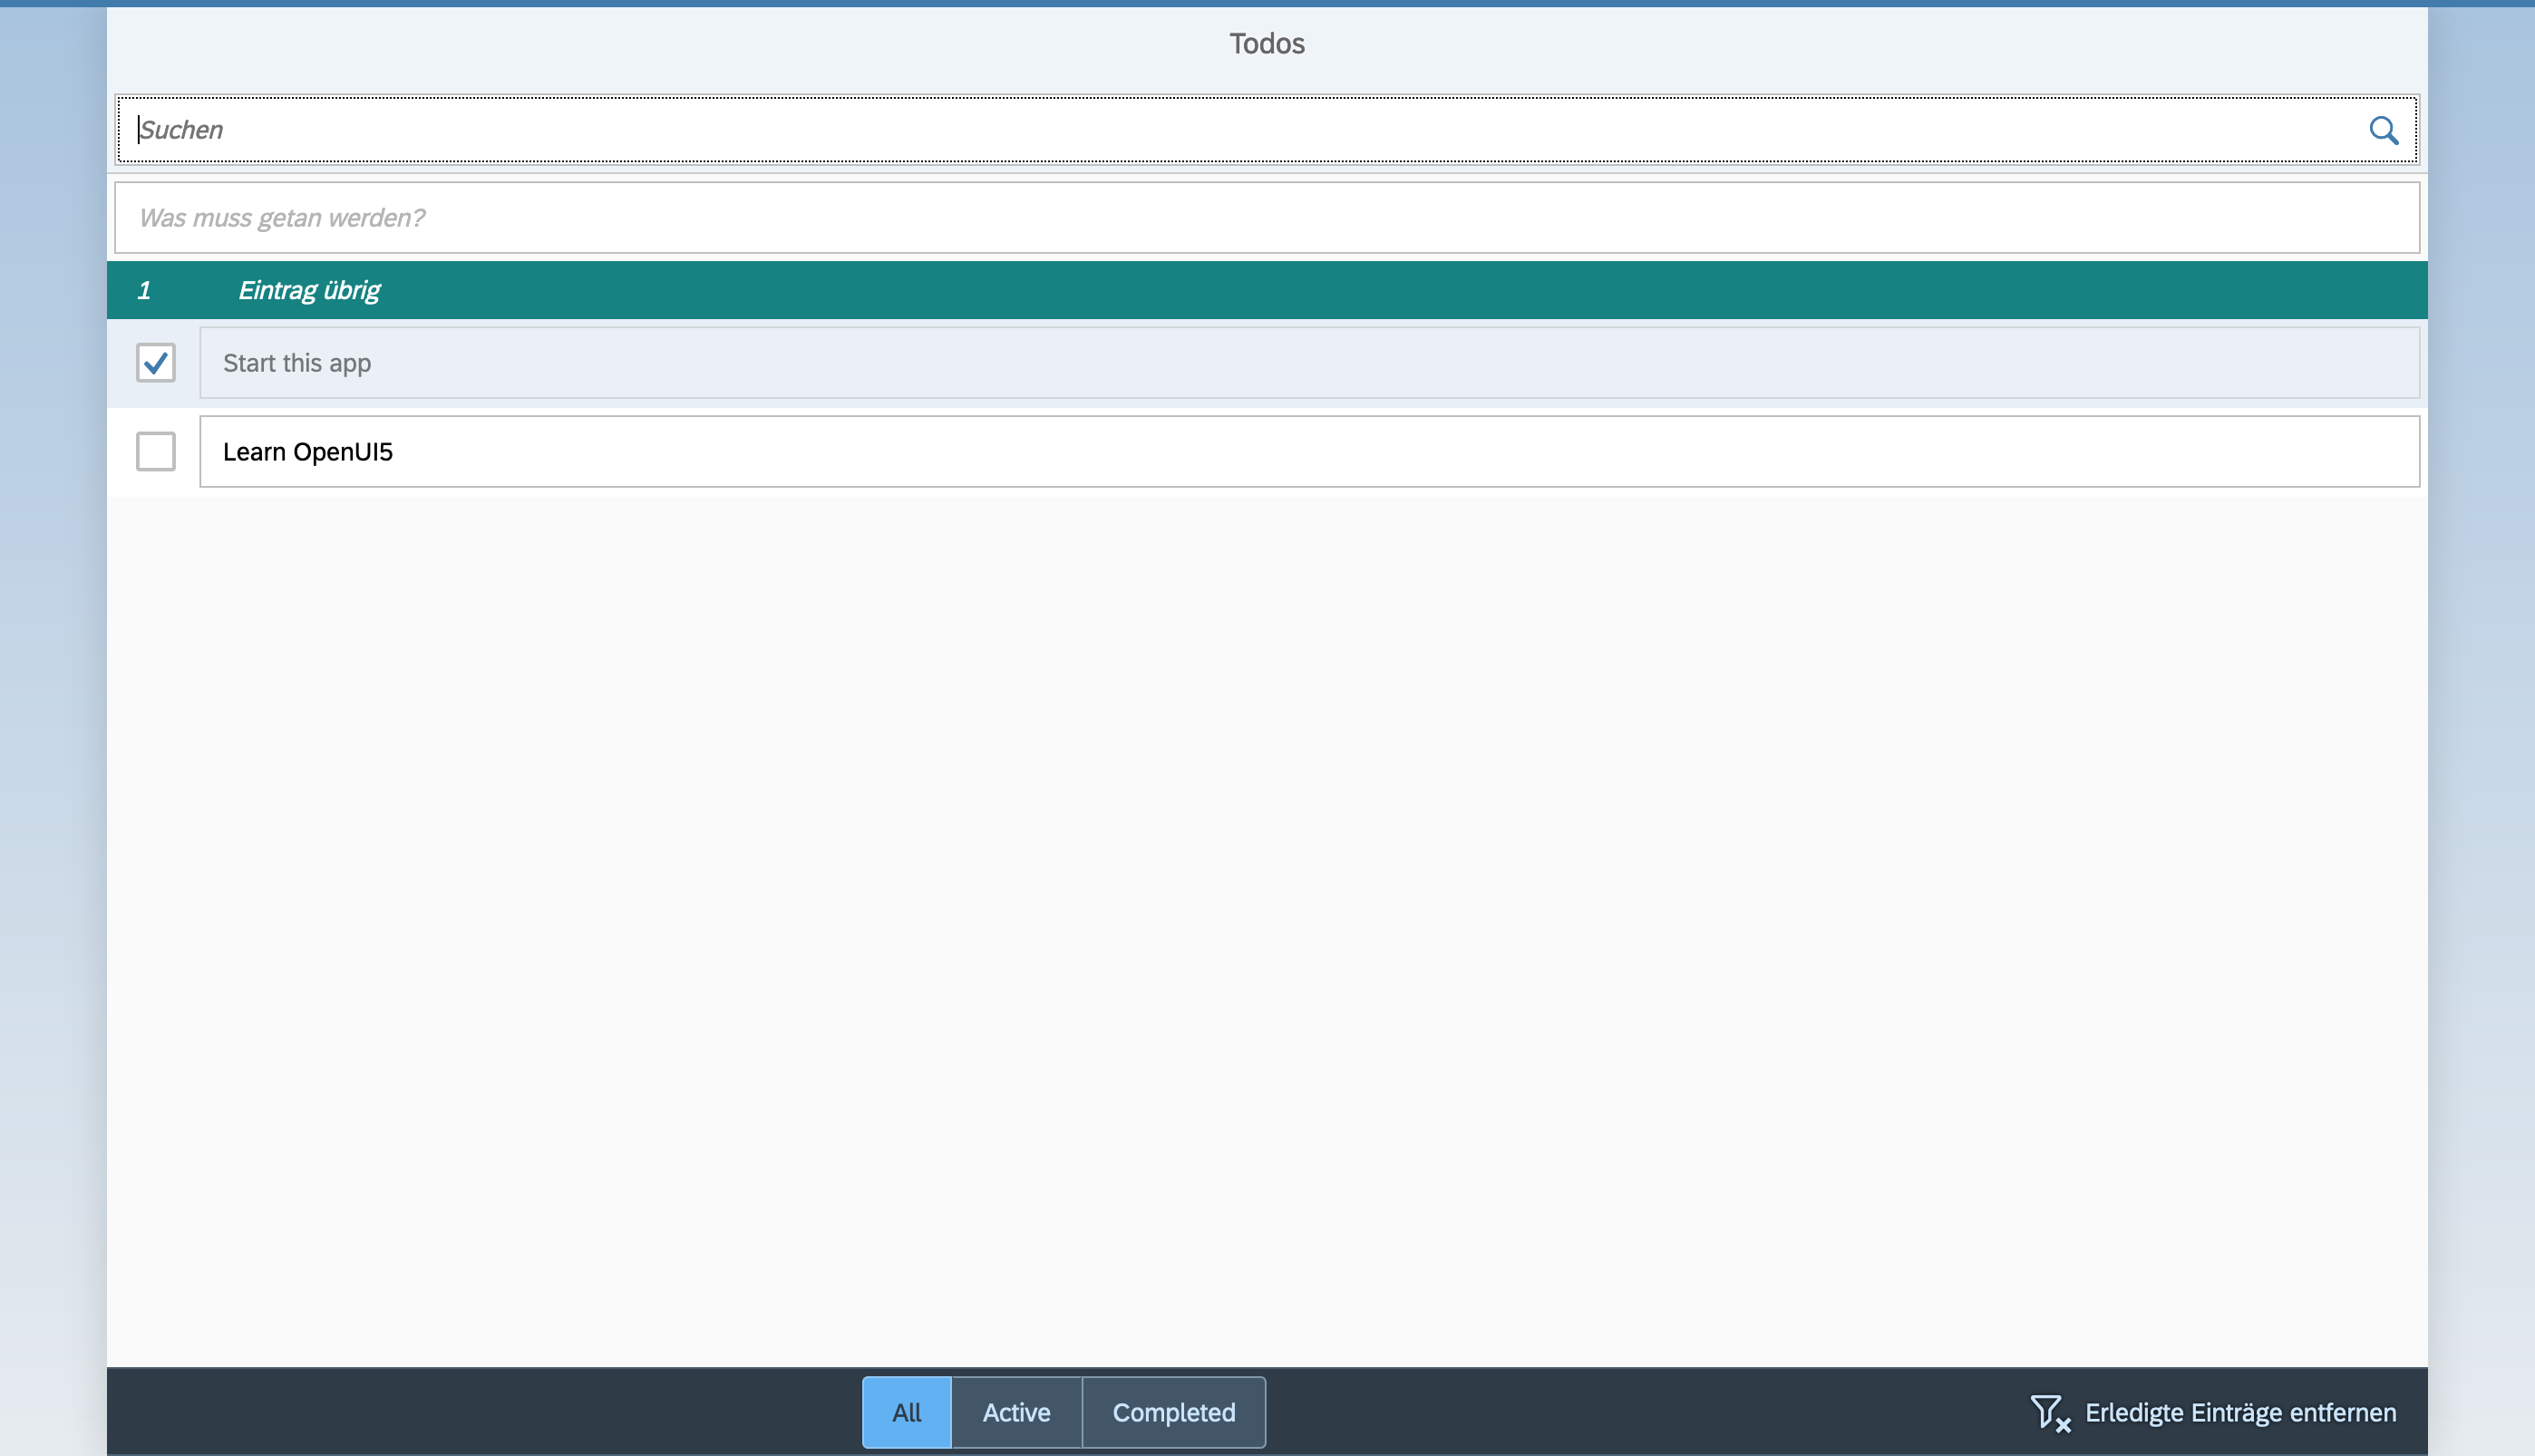 Todos
Suchen
Was muss getan werden?
1 Eintrag übrig
Start this app
Learn OpenUI5
All Active Completed Erledigte Einträge entfernen